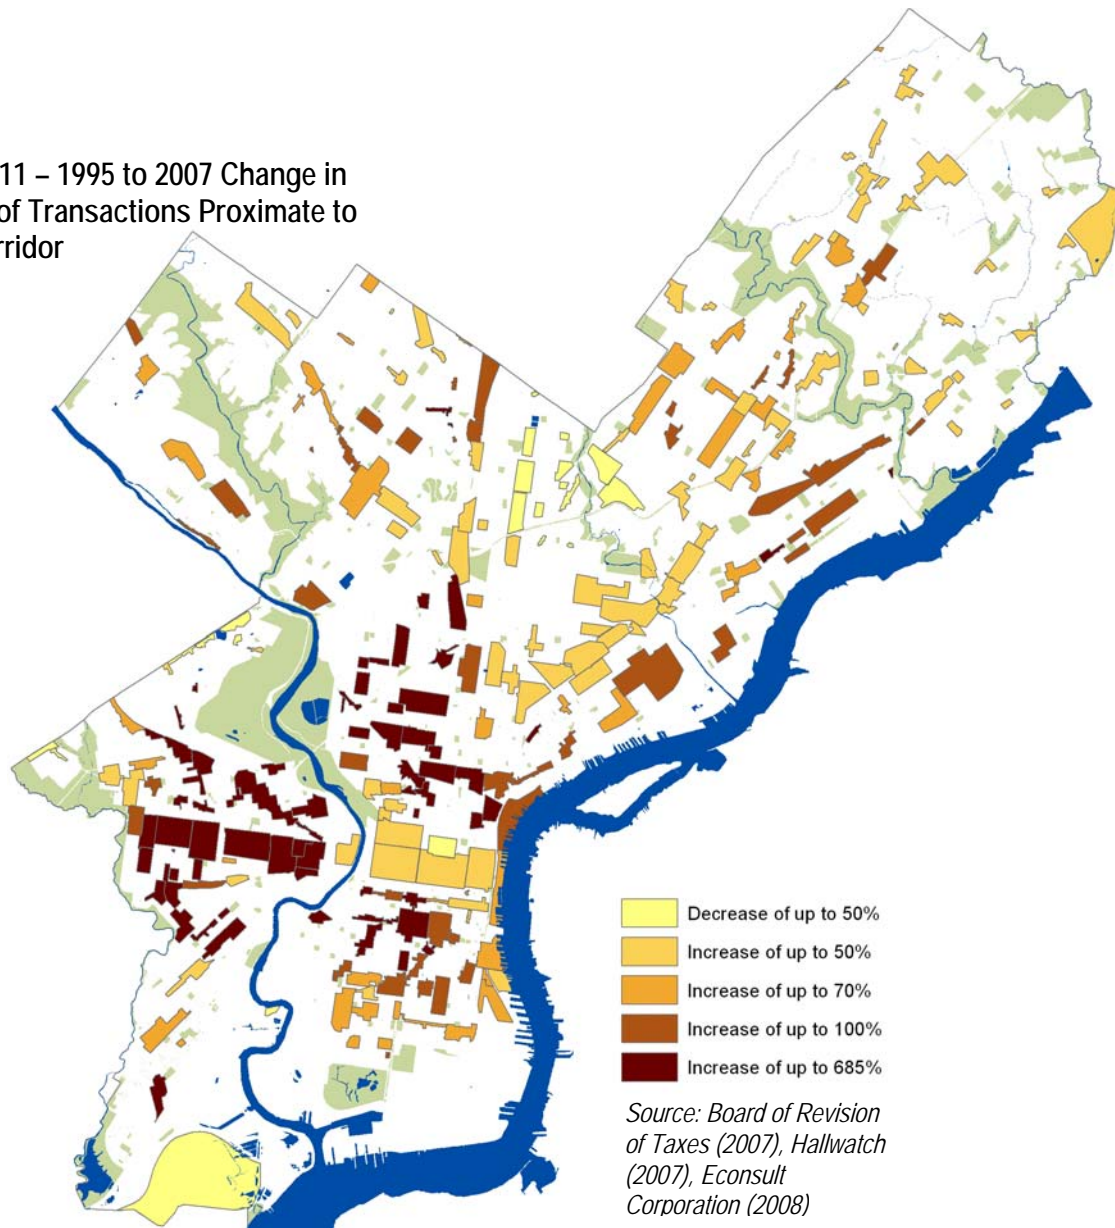 11 – 1995 to 2007 Change in
of Transactions Proximate to
rridor
Decrease of up to 50%
Increase of up to 50%
Increase of up to 70%
Increase of up to 100%
Increase of up to 685%
Source: Board of Revision
of Taxes (2007), Hallwatch
(2007), Econsult
Corporation (2008)